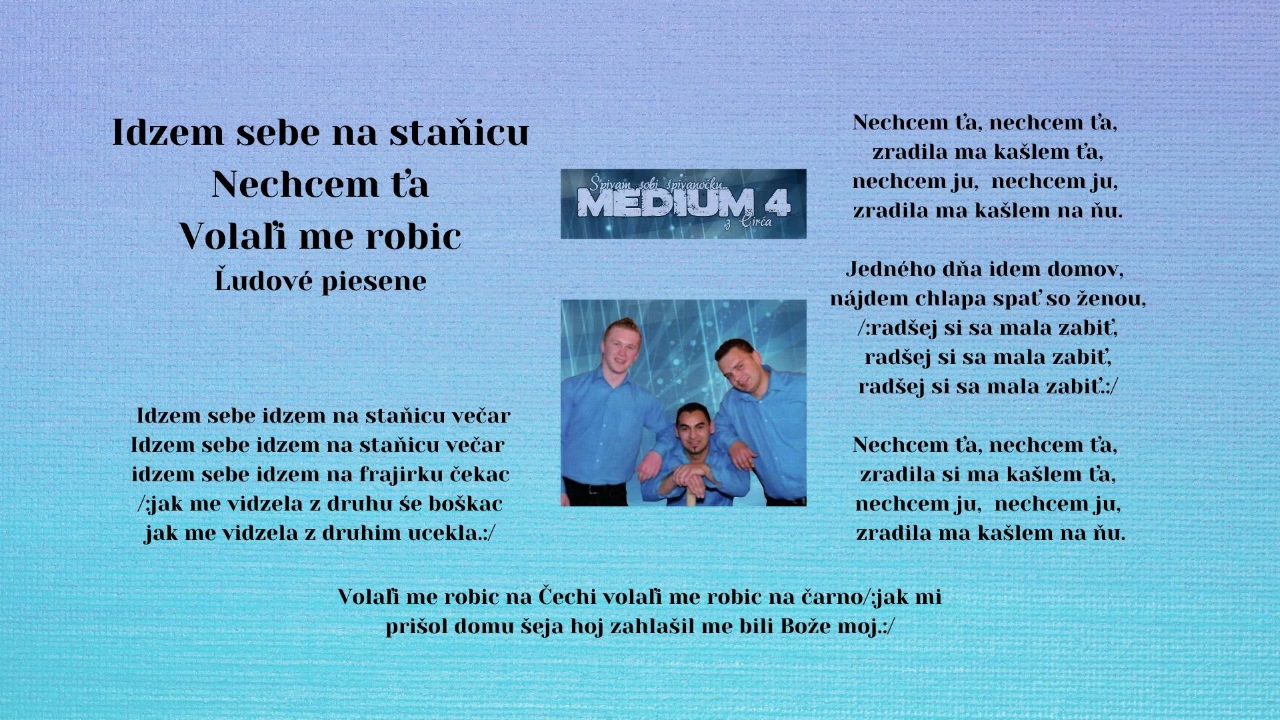 Idzem sebe na staňicu
Nechcem ťa
Volaľi me robic
Ľudové piesene
Idzem sebe idzem na staňicu večar
Idzem sebe idzem na staňicu večar
idzem sebe idzem na frajirku čekac
/:jak me vidzela z druhu śe boškac
jak me vidzela z druhim ucekla.:/
Špivam sobi špivanočku...
MEDIUM 4
z Čirča
Nechcem ťa, nechcem ťa,
zradila ma kašlem ťa,
nechcem ju,  nechcem ju,
zradila ma kašlem na ňu.
Jedného dňa idem domov,
nájdem chlapa spať so ženou,
/:radšej si sa mala zabiť,
radšej si sa mala zabiť,
radšej si sa mala zabiť.:/
Nechcem ťa, nechcem ťa,
zradila si ma kašlem ťa,
nechcem ju,  nechcem ju,
zradila ma kašlem na ňu.
Volaľi me robic na Čechi volaľi me robic na čarno/:jak mi
prišol domu šeja hoj zahlašil me bili Bože moj.:/